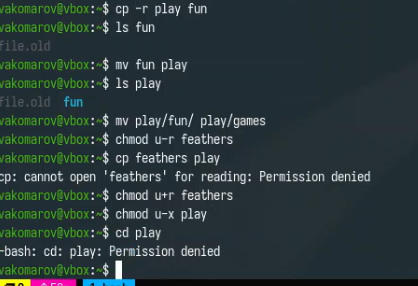 vakomarov@vbox:~$ cp -r play fun
vakomarov@vbox:~$ ls fun
file.old
vakomarov@vbox:~$ mv fun play
vakomarov@vbox:~$ ls play
file.old  fun
vakomarov@vbox:~$ mv play/fun/ play/games
vakomarov@vbox:~$ chmod u-r feathers
vakomarov@vbox:~$ cp feathers play
cp: cannot open 'feathers' for reading: Permission denied
vakomarov@vbox:~$ chmod u+r feathers
vakomarov@vbox:~$ chmod u-x play
vakomarov@vbox:~$ cd play
-bash: cd: play: Permission denied
vakomarov@vbox:~$